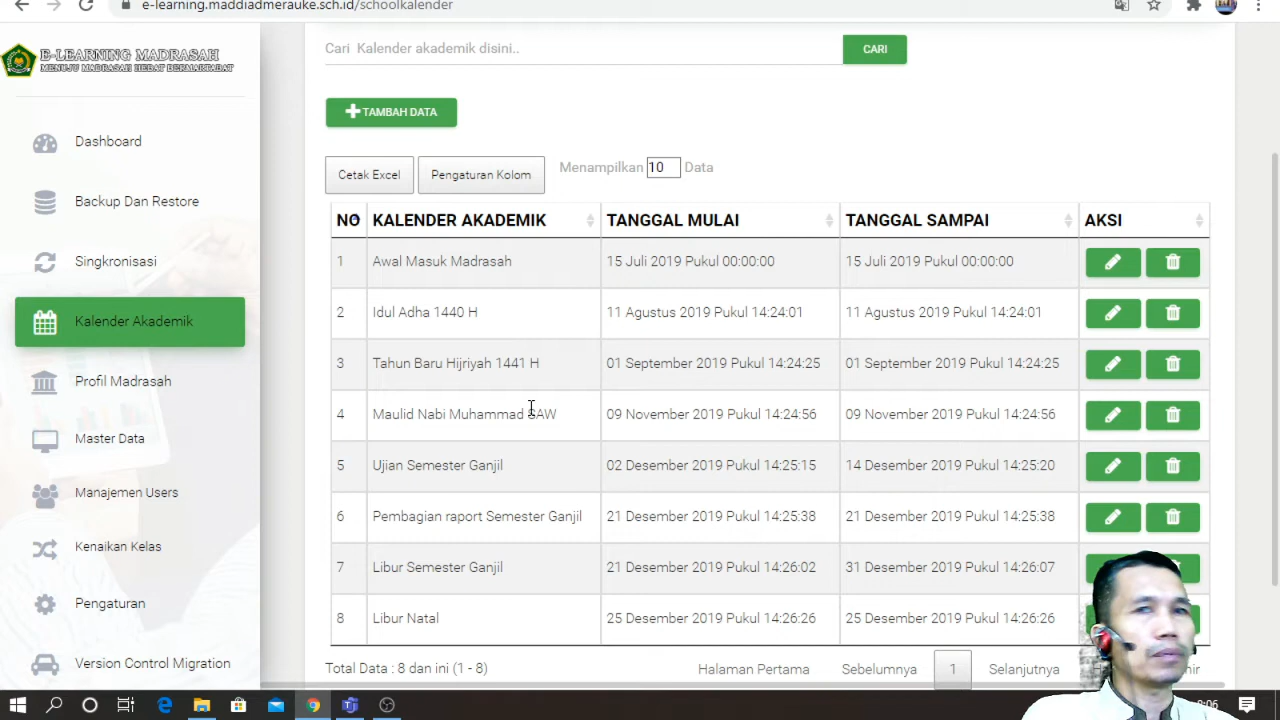 e-learning.maddiadmerauke.sch.id/schoolkalender
E-LEARNING MADRASAH
MENUJU MADRASAH HEBAT BERMARTABAT
Cari Kalender akademik disini..
CARI
TAMBAH DATA
Dashboard
Backup Dan Restore
Singkronisasi
Kalender Akademik
Profil Madrasah
Master Data
Manajemen Users
Kenaikan Kelas
Pengaturan
Version Control Migration
Cetak Excel
Pengaturan Kolom
Menampilkan 10 Data
NO KALENDER AKADEMIK TANGGAL MULAI TANGGAL SAMPAI AKSI
1 Awal Masuk Madrasah 15 Juli 2019 Pukul 00:00:00 15 Juli 2019 Pukul 00:00:00
2 Idul Adha 1440 H 11 Agustus 2019 Pukul 14:24:01 11 Agustus 2019 Pukul 14:24:01
3 Tahun Baru Hijriyah 1441 H 01 September 2019 Pukul 14:24:25 01 September 2019 Pukul 14:24:25
4 Maulid Nabi Muhammad SAW 09 November 2019 Pukul 14:24:56 09 November 2019 Pukul 14:24:56
5 Ujian Semester Ganjil 02 Desember 2019 Pukul 14:25:15 14 Desember 2019 Pukul 14:25:20
6 Pembagian raport Semester Ganjil 21 Desember 2019 Pukul 14:25:38 21 Desember 2019 Pukul 14:25:38
7 Libur Semester Ganjil 21 Desember 2019 Pukul 14:26:02 31 Desember 2019 Pukul 14:26:07
8 Libur Natal 25 Desember 2019 Pukul 14:26:26 25 Desember 2019 Pukul 14:26:26
Total Data : 8 dan ini (1 - 8)
Halaman Pertama Sebelumnya 1 Selanjutnya